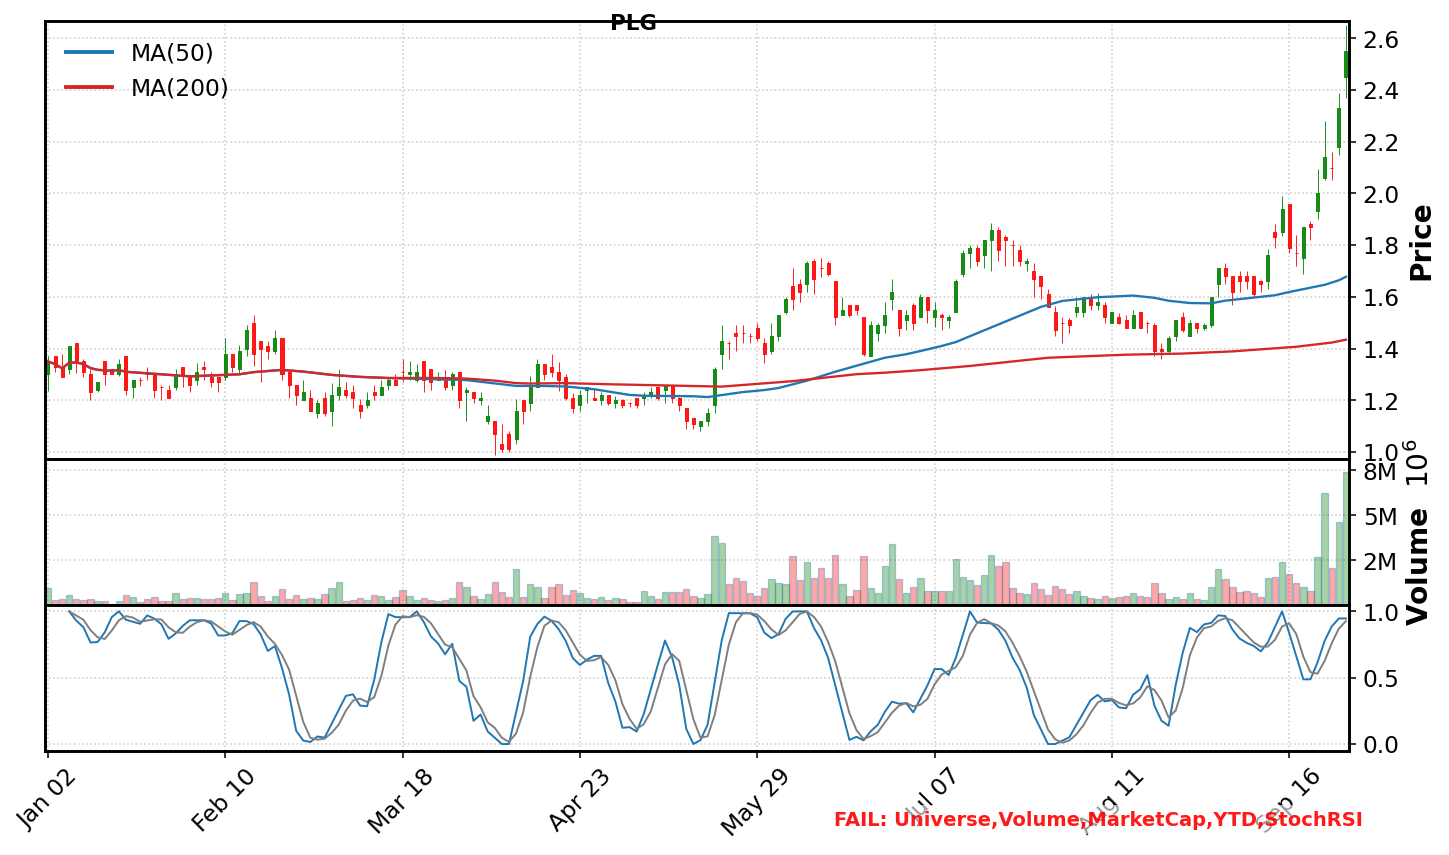 PLG
MA(50)
MA(200)
2.6
2.4
2.2
2.0
1.8
1.6
1.4
1.2
1.0
Price
10^6
8M
5M
2M
Volume
1.0
0.5
0.0
Jan 02
Feb 10
Mar 18
Apr 23
May 29
Jul 07
Aug 11
Sep 16
FAIL: Universe,Volume,MarketCap,YTD,StochRSI